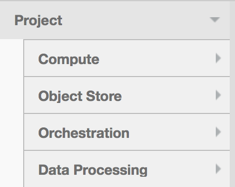 Project
Compute
Object Store
Orchestration
Data Processing